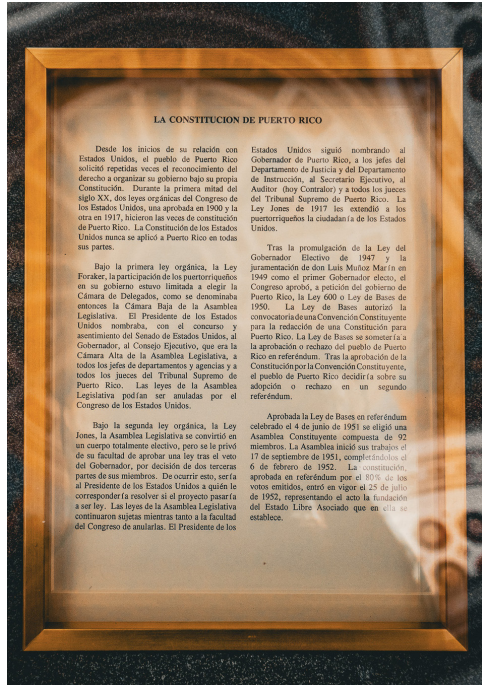 LA CONSTITUCION DE PUERTO RICO
Desde los inicios de su relación con
Estados Unidos, el pueblo de Puerto Rico
solicitó repetidas veces el reconocimiento del
derecho a organizar su gobierno bajo su propia
Constitución. Durante la primera mitad del
siglo XX, dos leyes orgánicas del Congreso de
los Estados Unidos, una aprobada en 1900 y la
otra en 1917, hicieron las veces de constitución
de Puerto Rico. La Constitución de los Estados
Unidos nunca se aplicó a Puerto Rico en todas
sus partes.
Bajo la primera ley orgánica, la Ley
Foraker, la participación de los puertorriqueños
en su gobierno estuvo limitada a elegir la
Cámara de Delegados, como se denominaba
entonces la Cámara Baja de la Asamblea
Legislativa. El Presidente de los Estados
Unidos nombraba, con el concurso y
asentimiento del Senado de Estados Unidos, al
Gobernador, al Consejo Ejecutivo, que era la
Cámara Alta de la Asamblea Legislativa, a
todos los jefes de departamentos y agencias y a
todos los jueces del Tribunal Supremo de
Puerto Rico. Las leyes de la Asamblea
Legislativa podían ser anuladas por el
Congreso de los Estados Unidos.
Bajo la segunda ley orgánica, la Ley
Jones, la Asamblea Legislativa se convirtió en
un cuerpo totalmente electivo, pero se le privó
de su facultad de aprobar una ley tras el veto
del Gobernador, por decisión de dos terceras
partes de sus miembros. De ocurrir esto, sería
al Presidente de los Estados Unidos a quién le
correspondería resolver si el proyecto pasaría
a ser ley. Las leyes de la Asamblea Legislativa
continuaron sujetas mientras tanto a la facultad
del Congreso de anularlas. El Presidente de los
Estados Unidos siguió nombrando al
Gobernador de Puerto Rico, a los jefes del
Departamento de Justicia y del Departamento
de Instrucción, al Secretario Ejecutivo, al
Auditor (hoy Contralor) y a todos los jueces
del Tribunal Supremo de Puerto Rico. La
Ley Jones de 1917 les extendió a los
puertorriqueños la ciudadanía de los Estados
Unidos.
Tras la promulgación de la Ley del
Gobernador Electivo de 1947 y la
juramentación de don Luis Muñoz Marín en
1949 como el primer Gobernador electo, el
Congreso aprobó, a petición del gobierno de
Puerto Rico, la Ley 600 o Ley de Bases de
1950. La Ley de Bases autorizó la
convocatoria de una Convención Constituyente
para la redacción de una Constitución para
Puerto Rico. La Ley de Bases se sometería a
la aprobación o rechazo del pueblo de Puerto
Rico en referéndum. Tras la aprobación de la
Constitución por la Convención Constituyente,
el pueblo de Puerto Rico decidiría sobre su
adopción o rechazo en un segundo
referéndum.
Aprobada la Ley de Bases en referéndum
celebrado el 4 de junio de 1951 se eligió una
Asamblea Constituyente compuesta de 92
miembros. La Asamblea inició sus trabajos el
17 de septiembre de 1951, completándolos el
6 de febrero de 1952. La constitución,
aprobada en referéndum por el 80% de los
votos emitidos, entró en vigor el 25 de julio
de 1952, representando el acto la fundación
del Estado Libre Asociado que en ella se
establece.